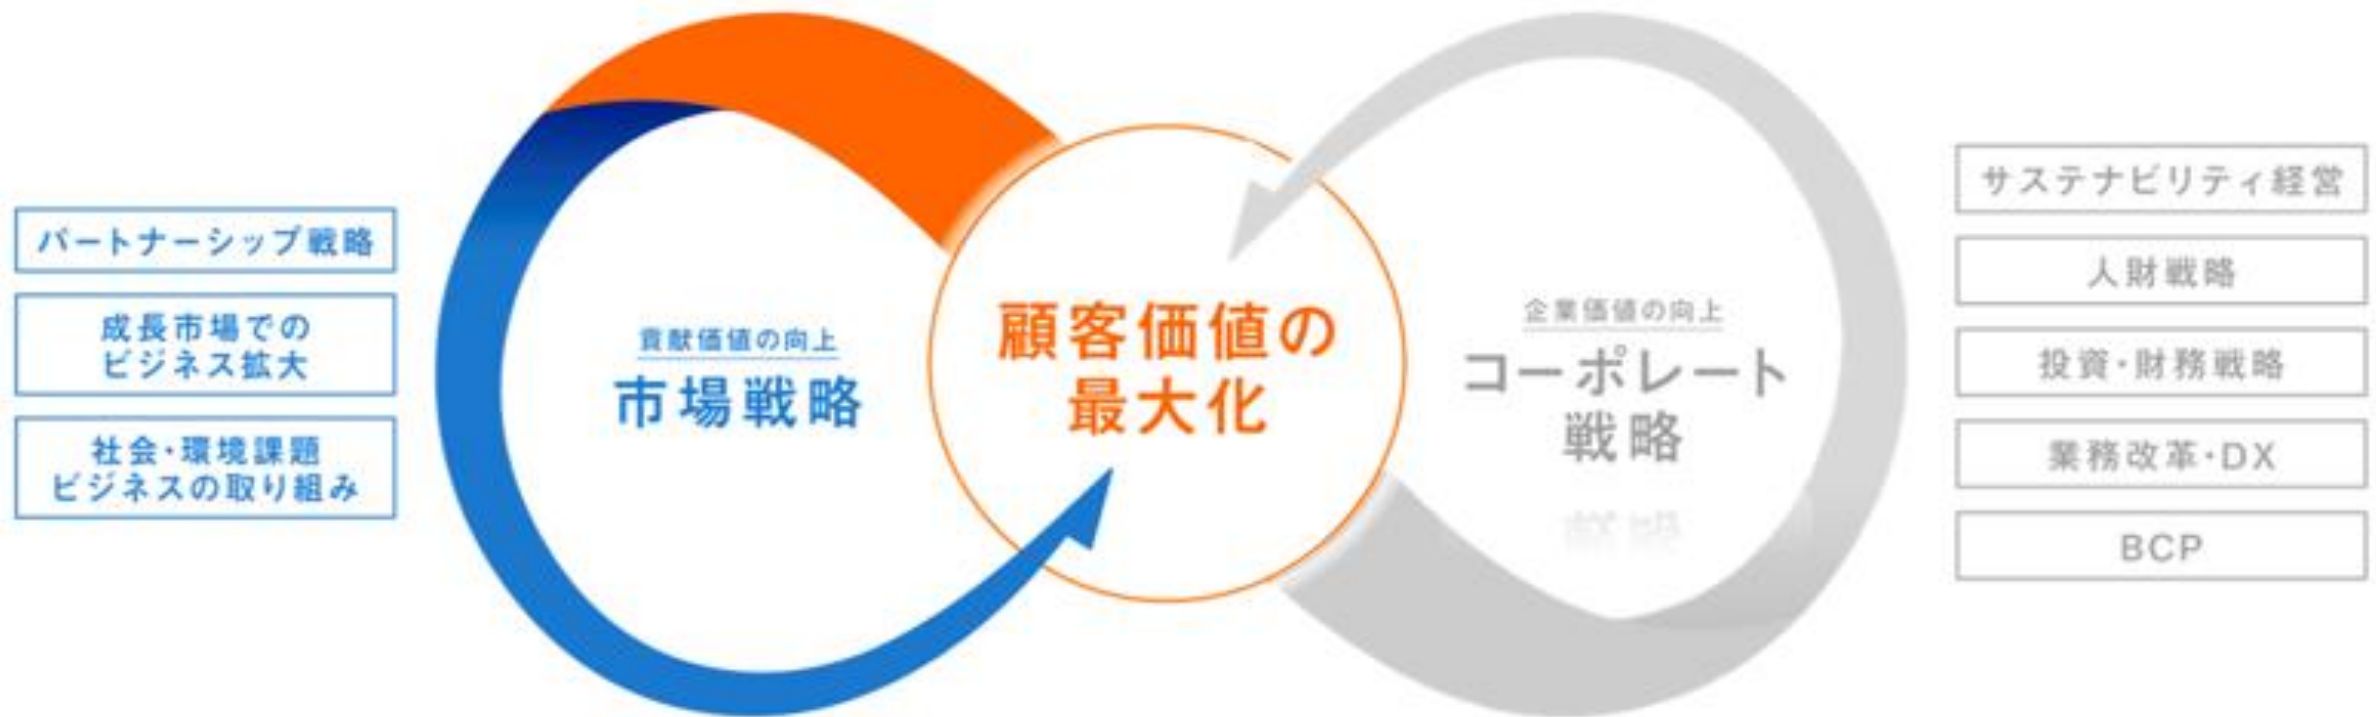 パートナーシップ戦略
成長市場での
ビジネス拡大
社会・環境課題
ビジネスの取り組み
貢献価値の向上
市場戦略
顧客価値の
最大化
企業価値の向上
コーポレート
戦略
サステナビリティ経営
人財戦略
投資・財務戦略
業務改革・DX
BCP